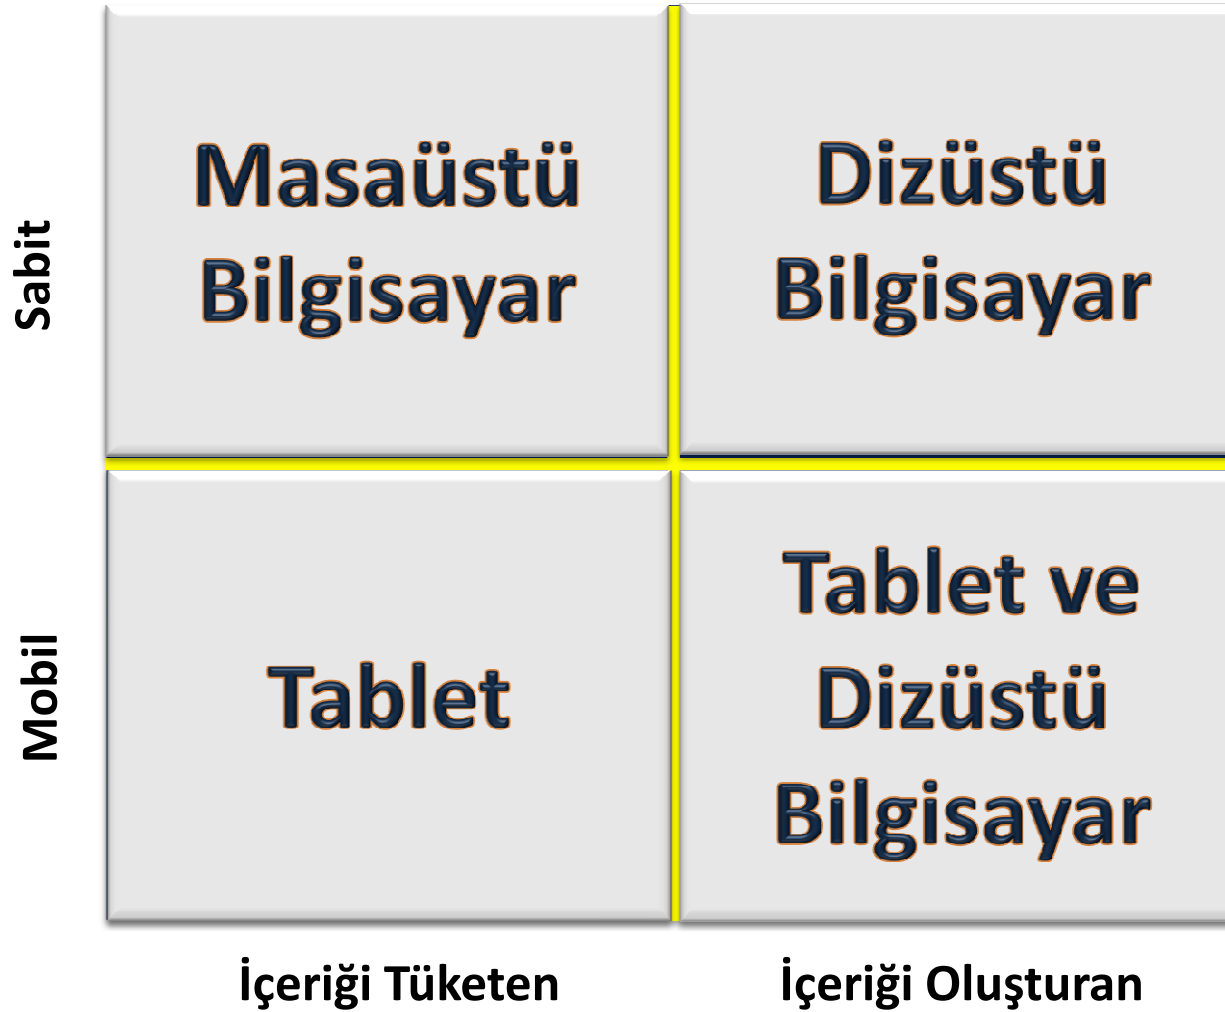 Sabit
Masaüstü
Bilgisayar
Dizüstü
Bilgisayar
Mobil
Tablet
Tablet ve
Dizüstü
Bilgisayar
İçeriği Tüketen
İçeriği Oluşturan